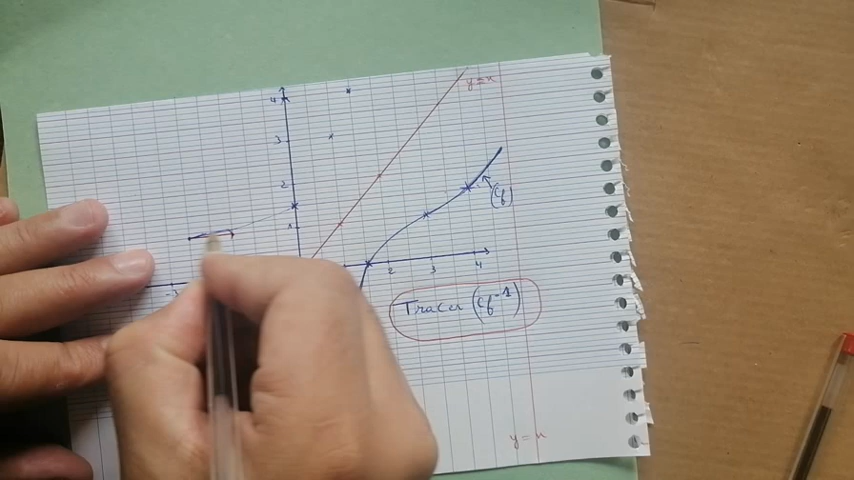 4
y = x
3
2
(Cf)
1
2 3 4
Tracer (Cf⁻¹)
y = x